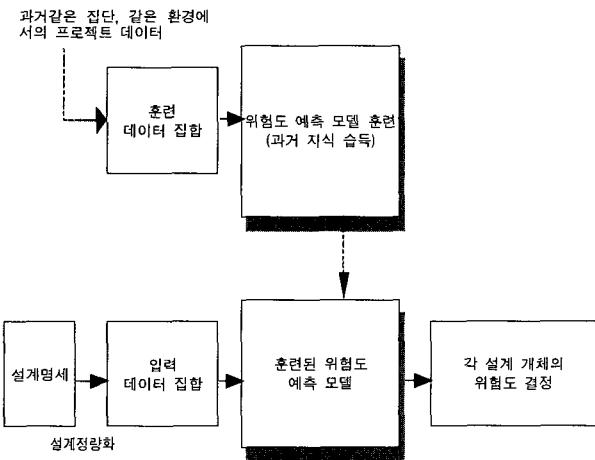 과거같은 집단, 같은 환경에
서의 프로젝트 데이터
훈련
데이터 집합
위험도 예측 모델 훈련
(과거 지식 습득)
설계명세
입력
데이터 집합
훈련된 위험도
예측 모델
각 설계 개체의
위험도 결정
설계정량화